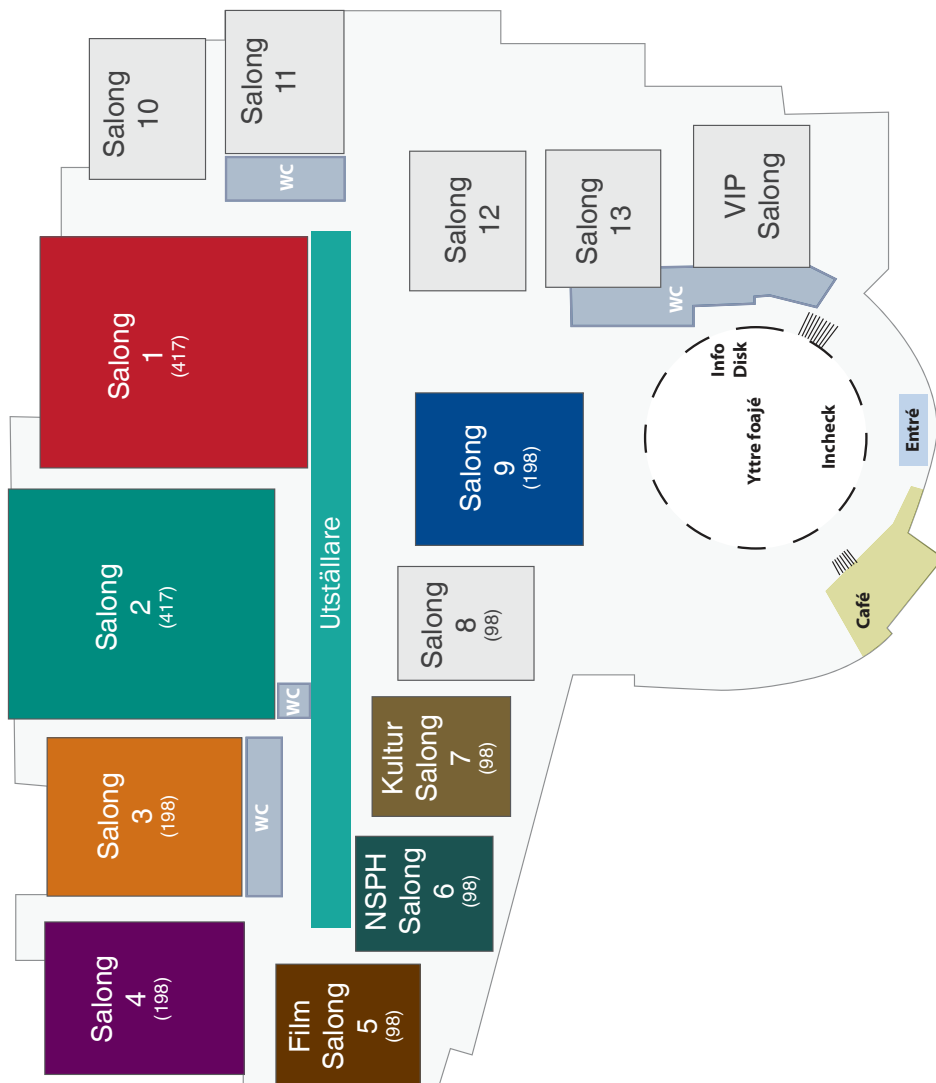 Salong
10
Salong
11
WC
Salong
1
(417)
Salong
12
Salong
13
VIP
Salong
WC
Info
Disk
Yttre foajé
Incheck
Entré
Salong
2
(417)
Utställare
Salong
9
(198)
Salong
8
(98)
Café
WC
Salong
3
(198)
WC
Kultur
Salong
7
(98)
NSPH
Salong
6
(98)
Salong
4
(198)
Film
Salong
5
(98)